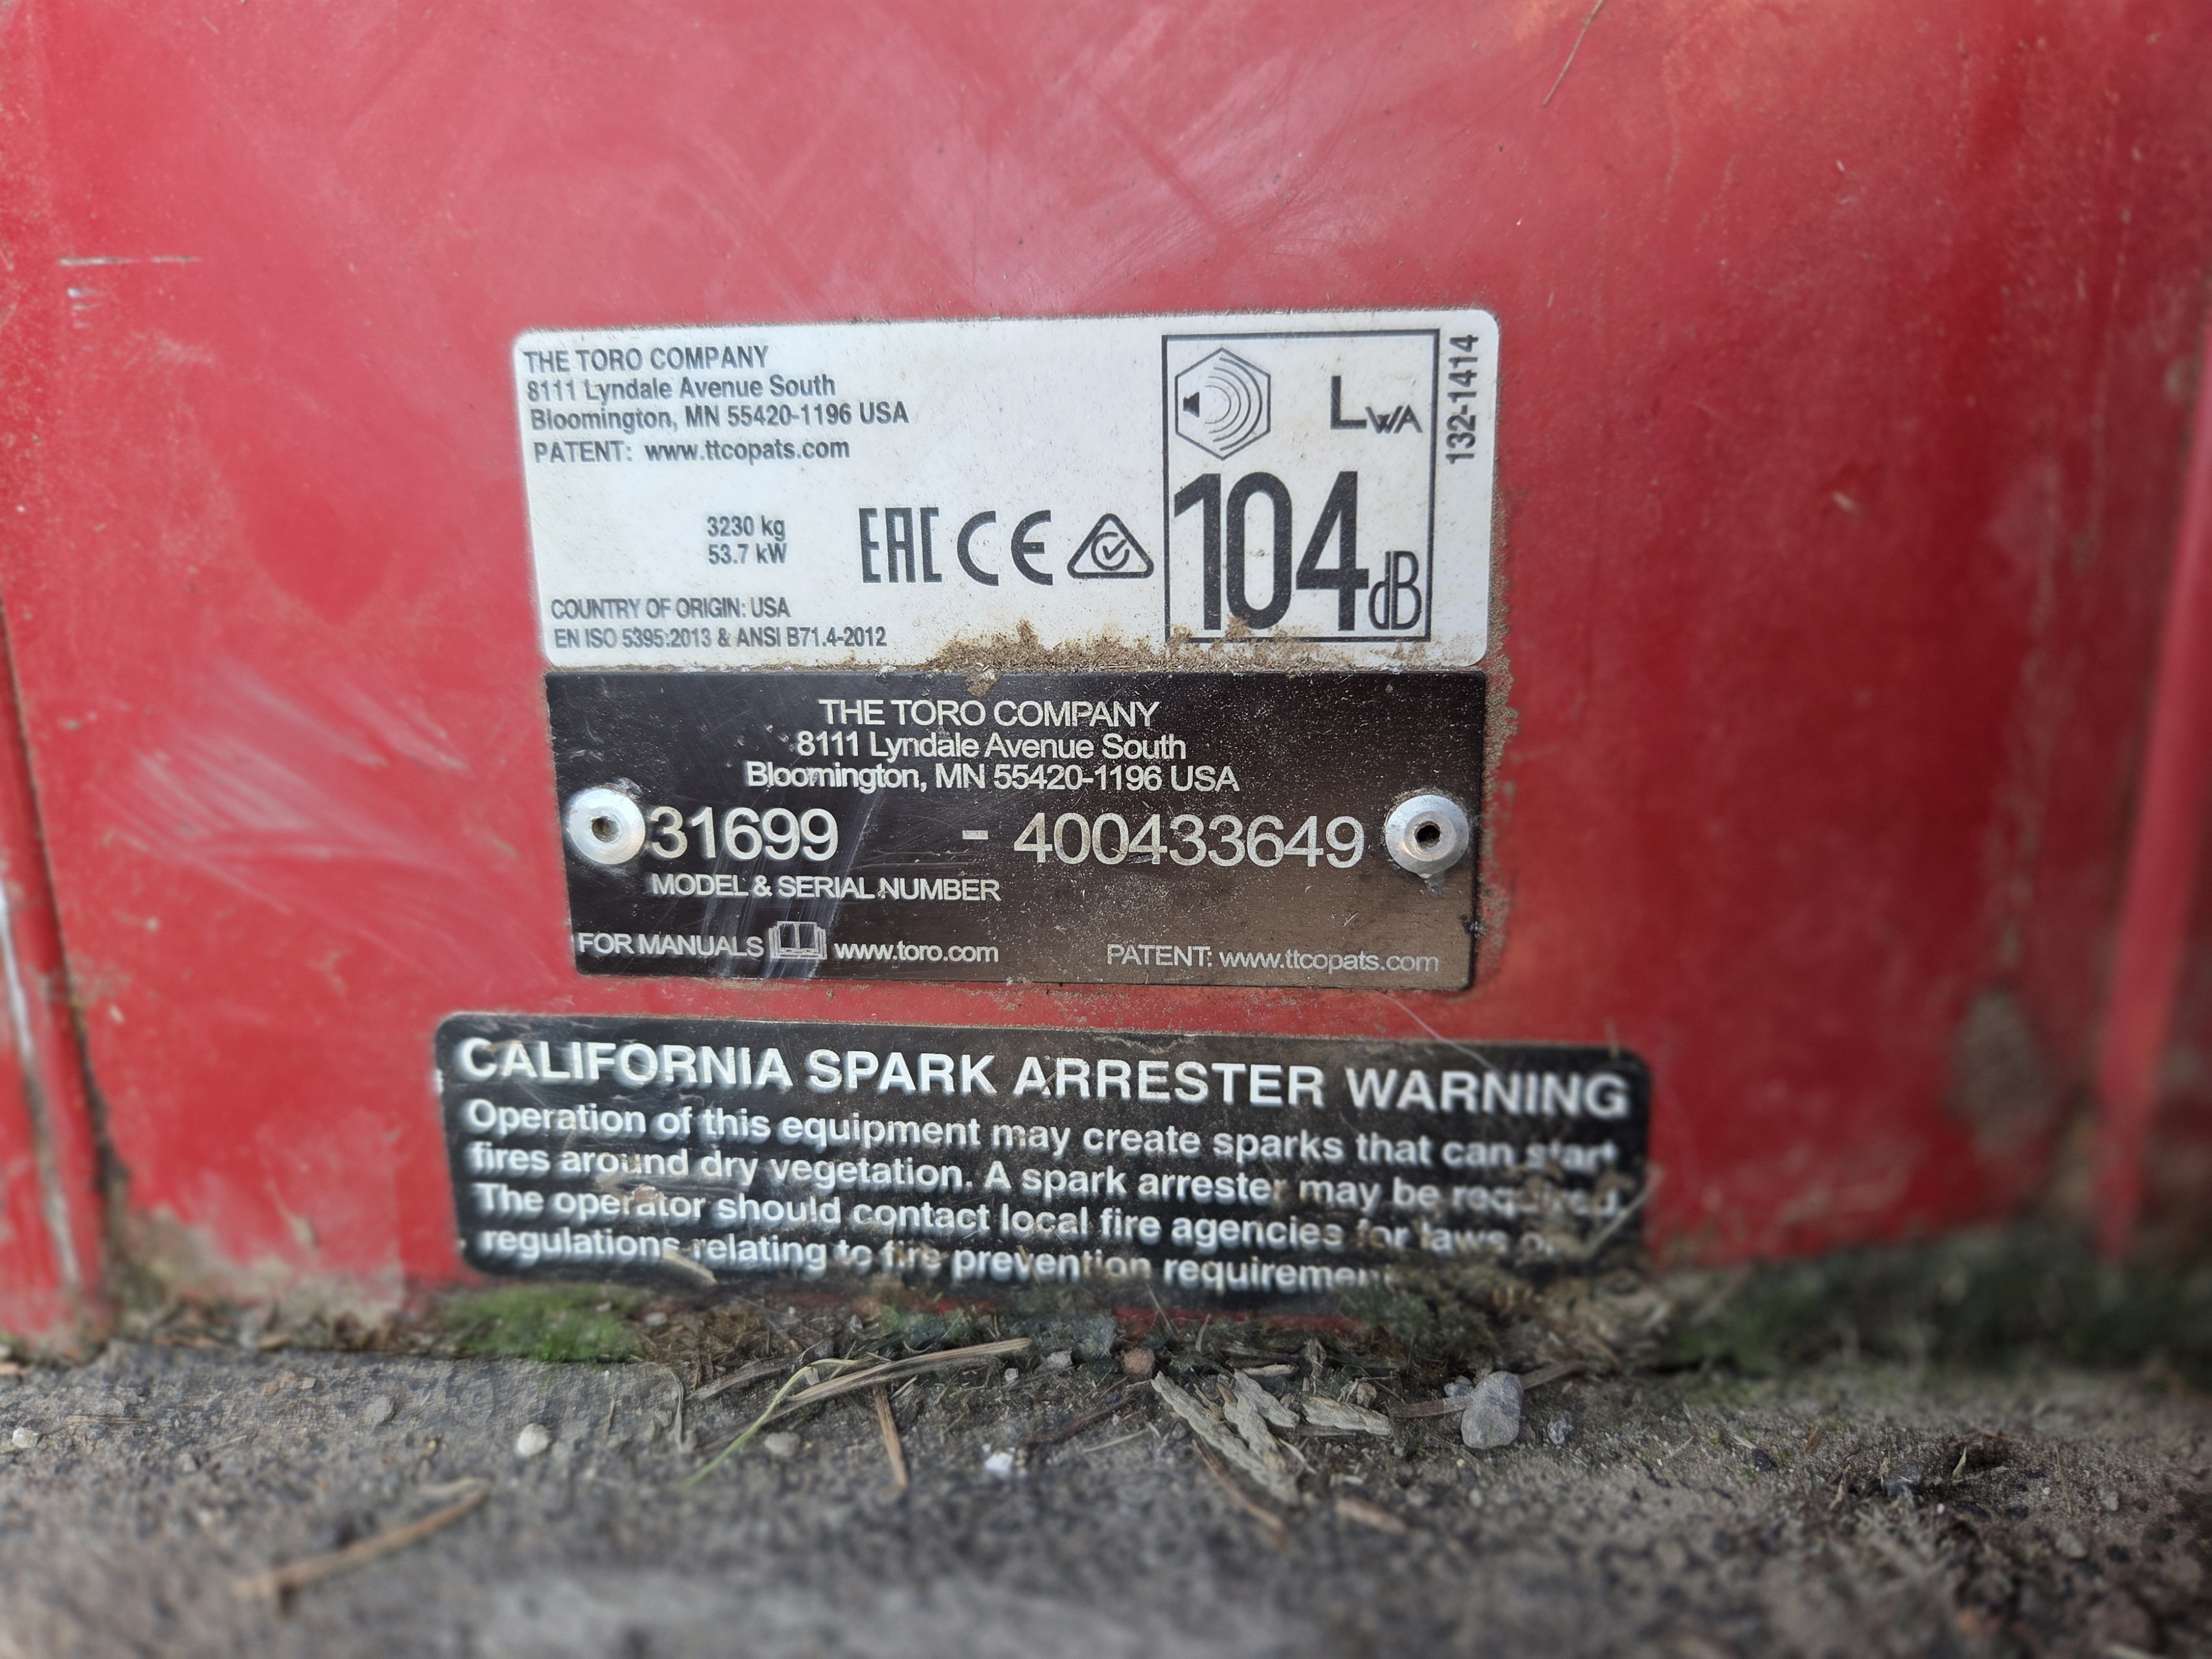 THE TORO COMPANY
8111 Lyndale Avenue South
Bloomington, MN 55420-1196 USA
PATENT: www.ttcopats.com
3230 kg
53.7 kW
EAC CE
COUNTRY OF ORIGIN: USA
EN ISO 5395:2013 & ANSI B71.4-2012
LWA
104 dB
132-1414
THE TORO COMPANY
8111 Lyndale Avenue South
Bloomington, MN 55420-1196 USA
31699 - 400433649
MODEL & SERIAL NUMBER
FOR MANUALS www.toro.com PATENT: www.ttcopats.com
CALIFORNIA SPARK ARRESTER WARNING
Operation of this equipment may create sparks that can start
fires around dry vegetation. A spark arrester may be required.
The operator should contact local fire agencies for laws or
regulations relating to fire prevention